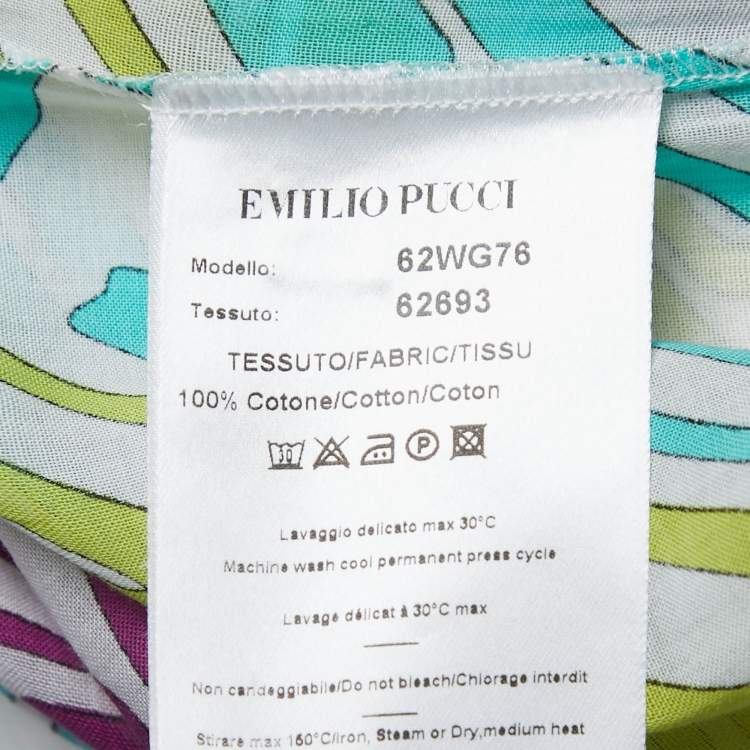 EMILIO PUCCI
Modello: 62WG76
Tessuto: 62693
TESSUTO/FABRIC/TISSU
100% Cotone/Cotton/Coton
30 P
Lavaggio delicato max 30°C
Machine wash cool permanent press cycle
Lavage délicat à 30°C max
Non candeggiabile/Do not bleach/Chlorage interdit
Stirare max 150°C/Iron, Steam or Dry,medium heat